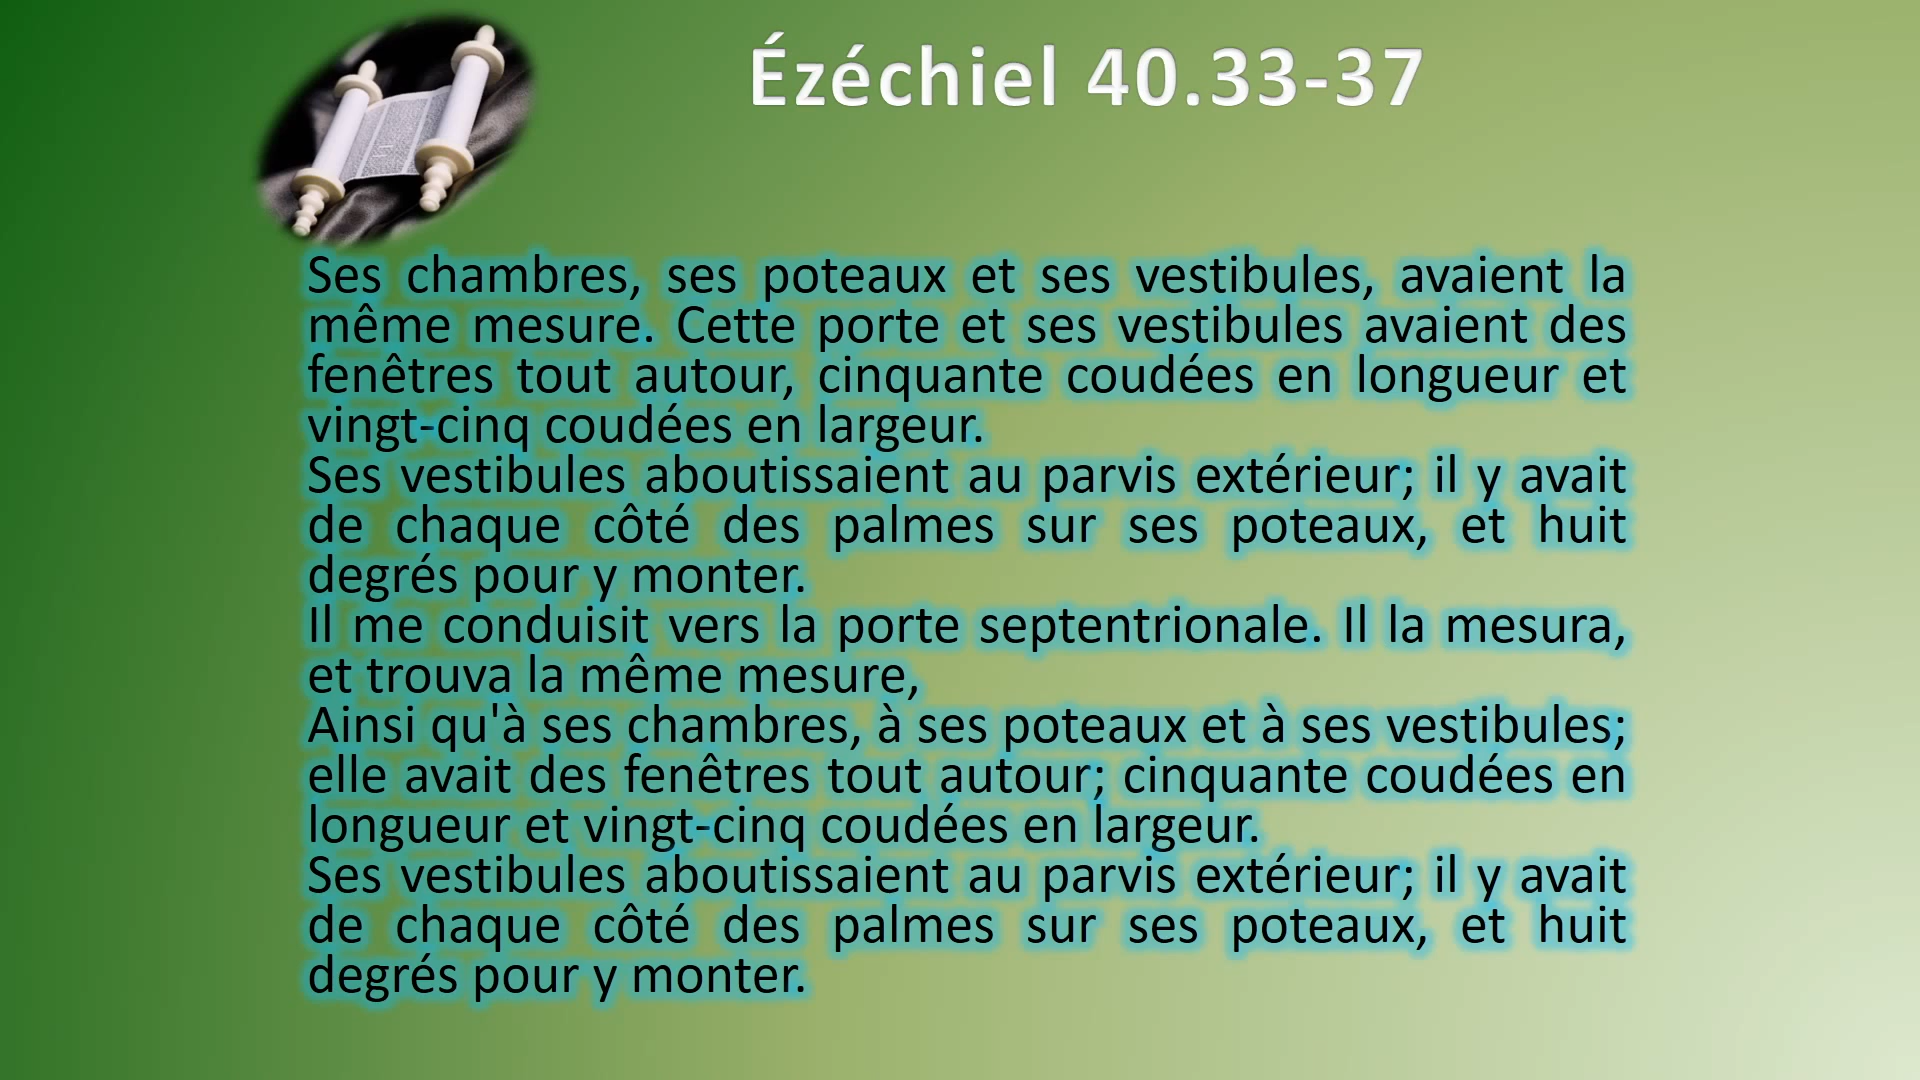 Ézéchiel 40.33-37
Ses chambres, ses poteaux et ses vestibules, avaient la
même mesure. Cette porte et ses vestibules avaient des
fenêtres tout autour, cinquante coudées en longueur et
vingt-cinq coudées en largeur.
Ses vestibules aboutissaient au parvis extérieur; il y avait
de chaque côté des palmes sur ses poteaux, et huit
degrés pour y monter.
Il me conduisit vers la porte septentrionale. Il la mesura,
et trouva la même mesure,
Ainsi qu'à ses chambres, à ses poteaux et à ses vestibules;
elle avait des fenêtres tout autour; cinquante coudées en
longueur et vingt-cinq coudées en largeur.
Ses vestibules aboutissaient au parvis extérieur; il y avait
de chaque côté des palmes sur ses poteaux, et huit
degrés pour y monter.